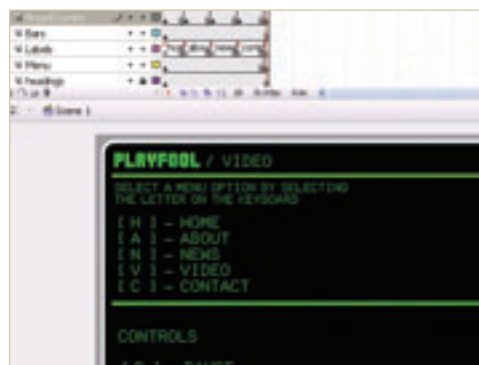 Bars
Labels
Menu
headings
Scene 1
PLAYFOOL / VIDEO
SELECT A MENU OPTION BY SELECTING
THE LETTER ON THE KEYBOARD
[ H ] - HOME
[ A ] - ABOUT
[ N ] - NEWS
[ V ] - VIDEO
[ C ] - CONTACT
CONTROLS